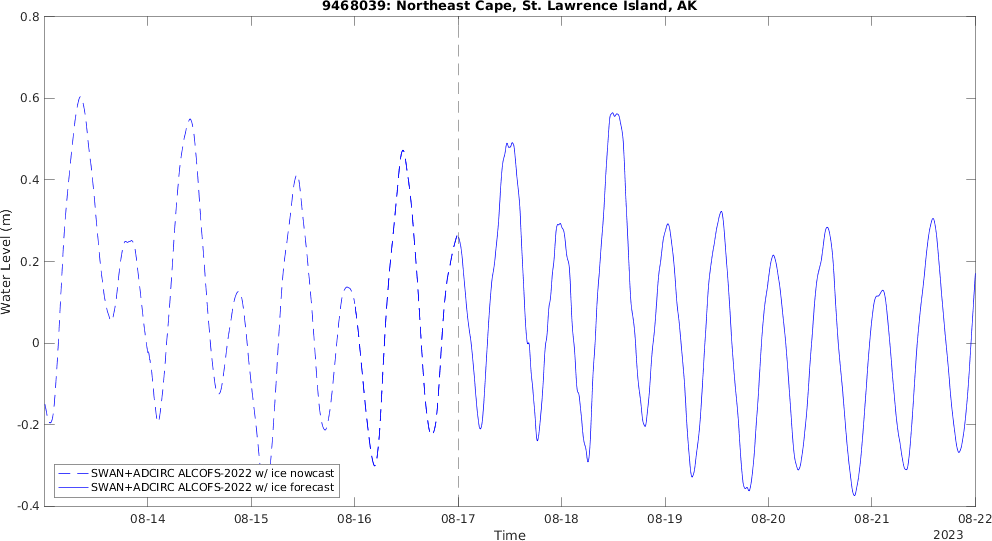 9468039: Northeast Cape, St. Lawrence Island, AK
0.8
0.6
0.4
0.2
0
-0.2
-0.4
Water Level (m)
SWAN+ADCIRC ALCOFS-2022 w/ ice nowcast
SWAN+ADCIRC ALCOFS-2022 w/ ice forecast
08-14 08-15 08-16 08-17 08-18 08-19 08-20 08-21 08-22
Time
2023